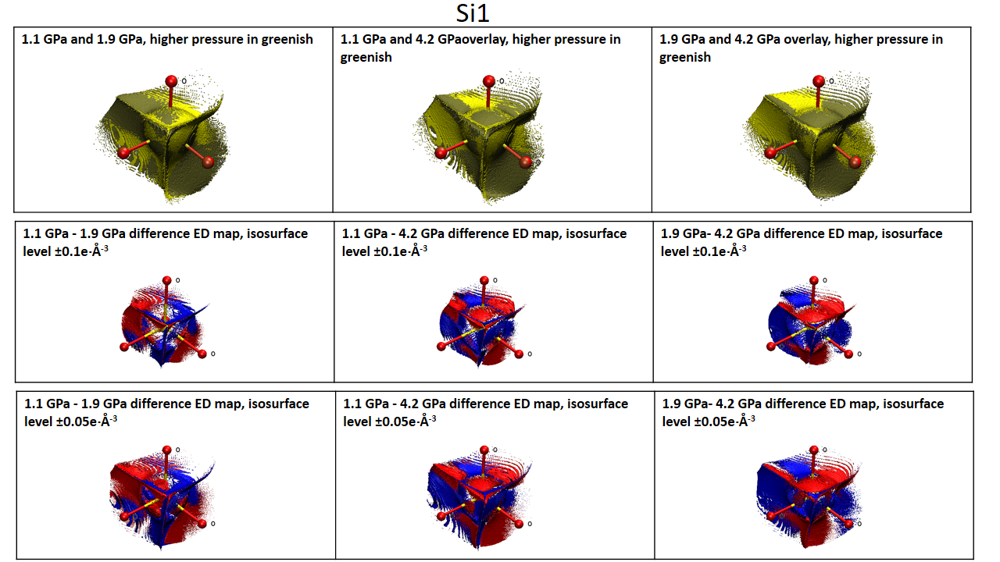 Si1
1.1 GPa and 1.9 GPa, higher pressure in greenish
1.1 GPa and 4.2 GPaoverlay, higher pressure in
greenish
1.9 GPa and 4.2 GPa overlay, higher pressure in
greenish
O
O
O
O
O
O
O
1.1 GPa - 1.9 GPa difference ED map, isosurface
level ±0.1e·Å⁻³
1.1 GPa - 4.2 GPa difference ED map, isosurface
level ±0.1e·Å⁻³
1.9 GPa- 4.2 GPa difference ED map, isosurface
level ±0.1e·Å⁻³
O
O
O
O
O
O
1.1 GPa - 1.9 GPa difference ED map, isosurface
level ±0.05e·Å⁻³
1.1 GPa - 4.2 GPa difference ED map, isosurface
level ±0.05e·Å⁻³
1.9 GPa- 4.2 GPa difference ED map, isosurface
level ±0.05e·Å⁻³
O
O
O
O
O
O